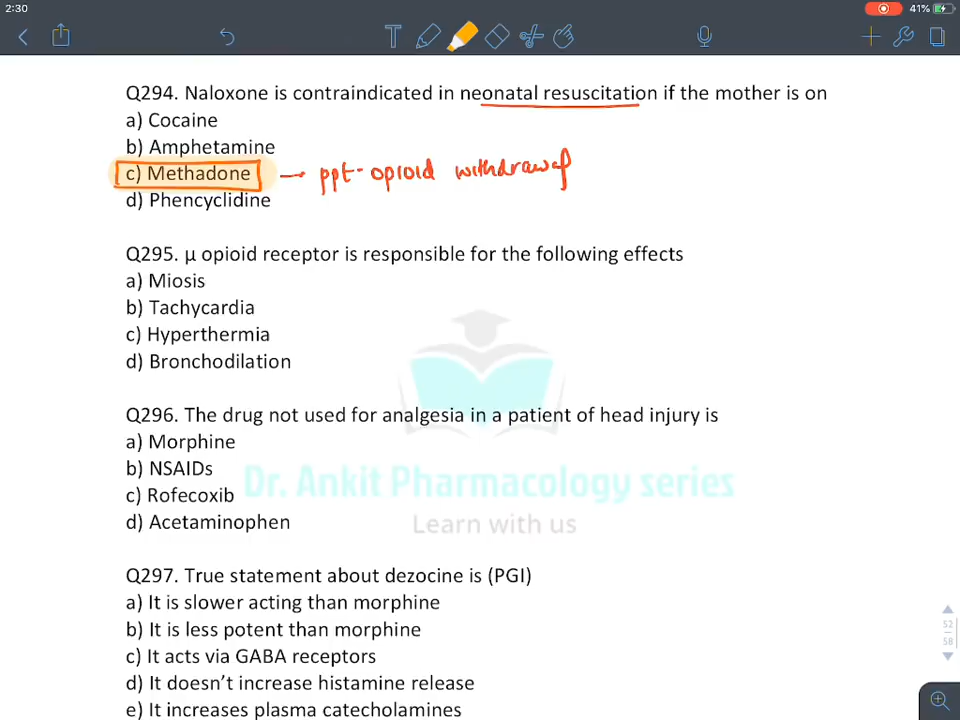 2:30
41%
Q294. Naloxone is contraindicated in neonatal resuscitation if the mother is on
a) Cocaine
b) Amphetamine
c) Methadone → ppt-opioid withdrawal
d) Phencyclidine
Q295. µ opioid receptor is responsible for the following effects
a) Miosis
b) Tachycardia
c) Hyperthermia
d) Bronchodilation
Q296. The drug not used for analgesia in a patient of head injury is
a) Morphine
b) NSAIDs
c) Rofecoxib
d) Acetaminophen
Dr. Ankit Pharmacology series
Learn with us
Q297. True statement about dezocine is (PGI)
a) It is slower acting than morphine
b) It is less potent than morphine
c) It acts via GABA receptors
d) It doesn't increase histamine release
e) It increases plasma catecholamines
52
58